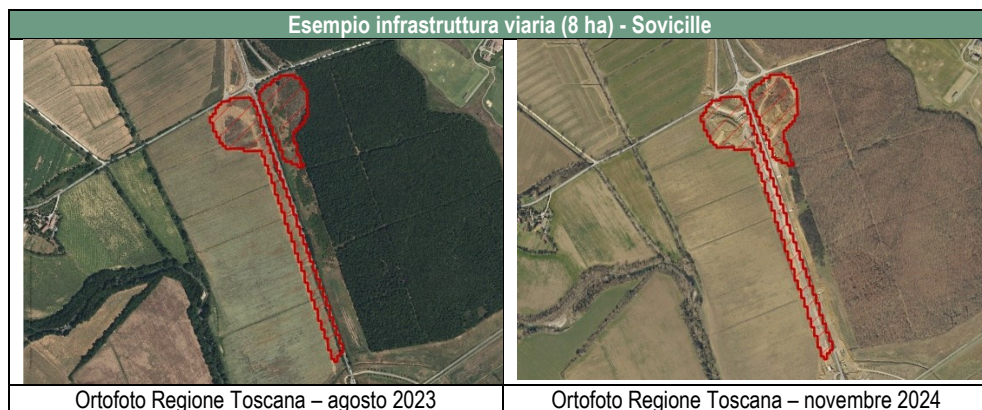 Esempio infrastruttura viaria (8 ha) - Sovicille
Ortofoto Regione Toscana – agosto 2023
Ortofoto Regione Toscana – novembre 2024